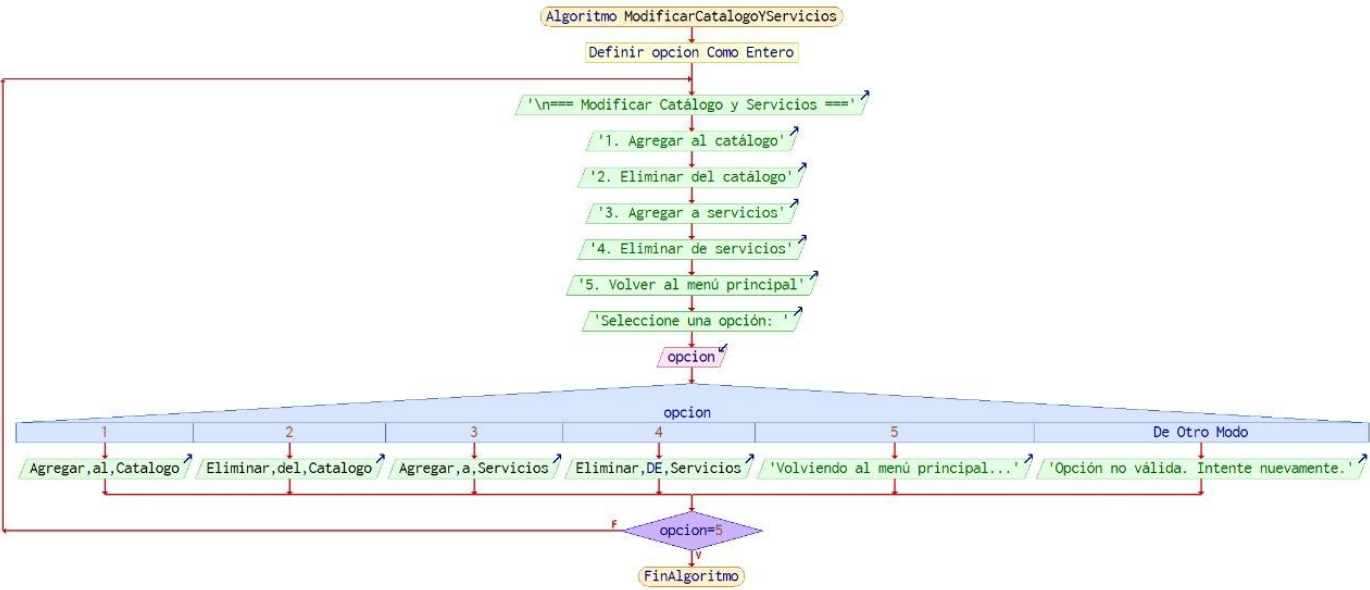 Algoritmo ModificarCatalogoYServicios
Definir opcion Como Entero
'\n=== Modificar Catálogo y Servicios ==='
'1. Agregar al catálogo'
'2. Eliminar del catálogo'
'3. Agregar a servicios'
'4. Eliminar de servicios'
'5. Volver al menú principal'
'Seleccione una opción: '
opcion
opcion
1 2 3 4 5 De Otro Modo
Agregar,al,Catalogo Eliminar,del,Catalogo Agregar,a,Servicios Eliminar,DE,Servicios 'Volviendo al menú principal...' 'Opción no válida. Intente nuevamente.'
F opcion=5
V
FinAlgoritmo